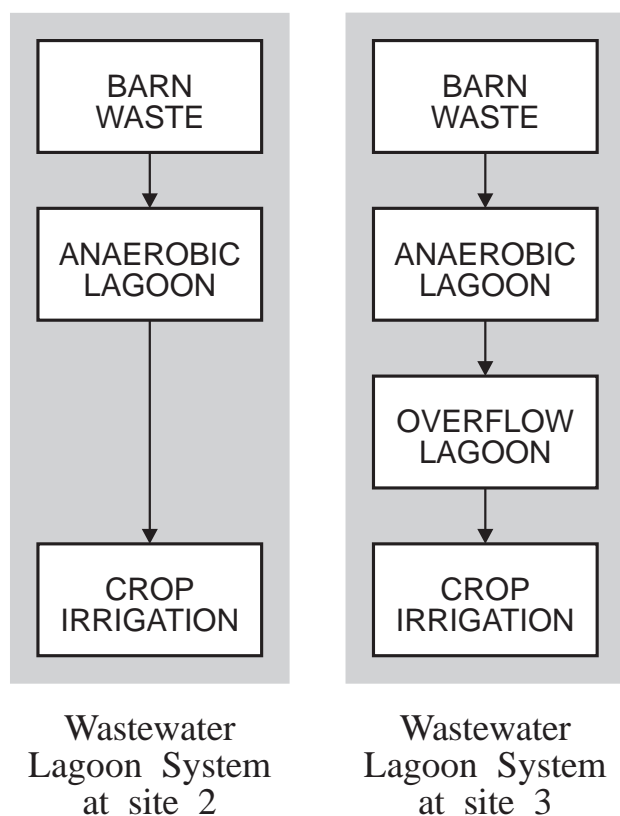 BARN
WASTE
ANAEROBIC
LAGOON
CROP
IRRIGATION
Wastewater
Lagoon System
at site 2
BARN
WASTE
ANAEROBIC
LAGOON
OVERFLOW
LAGOON
CROP
IRRIGATION
Wastewater
Lagoon System
at site 3